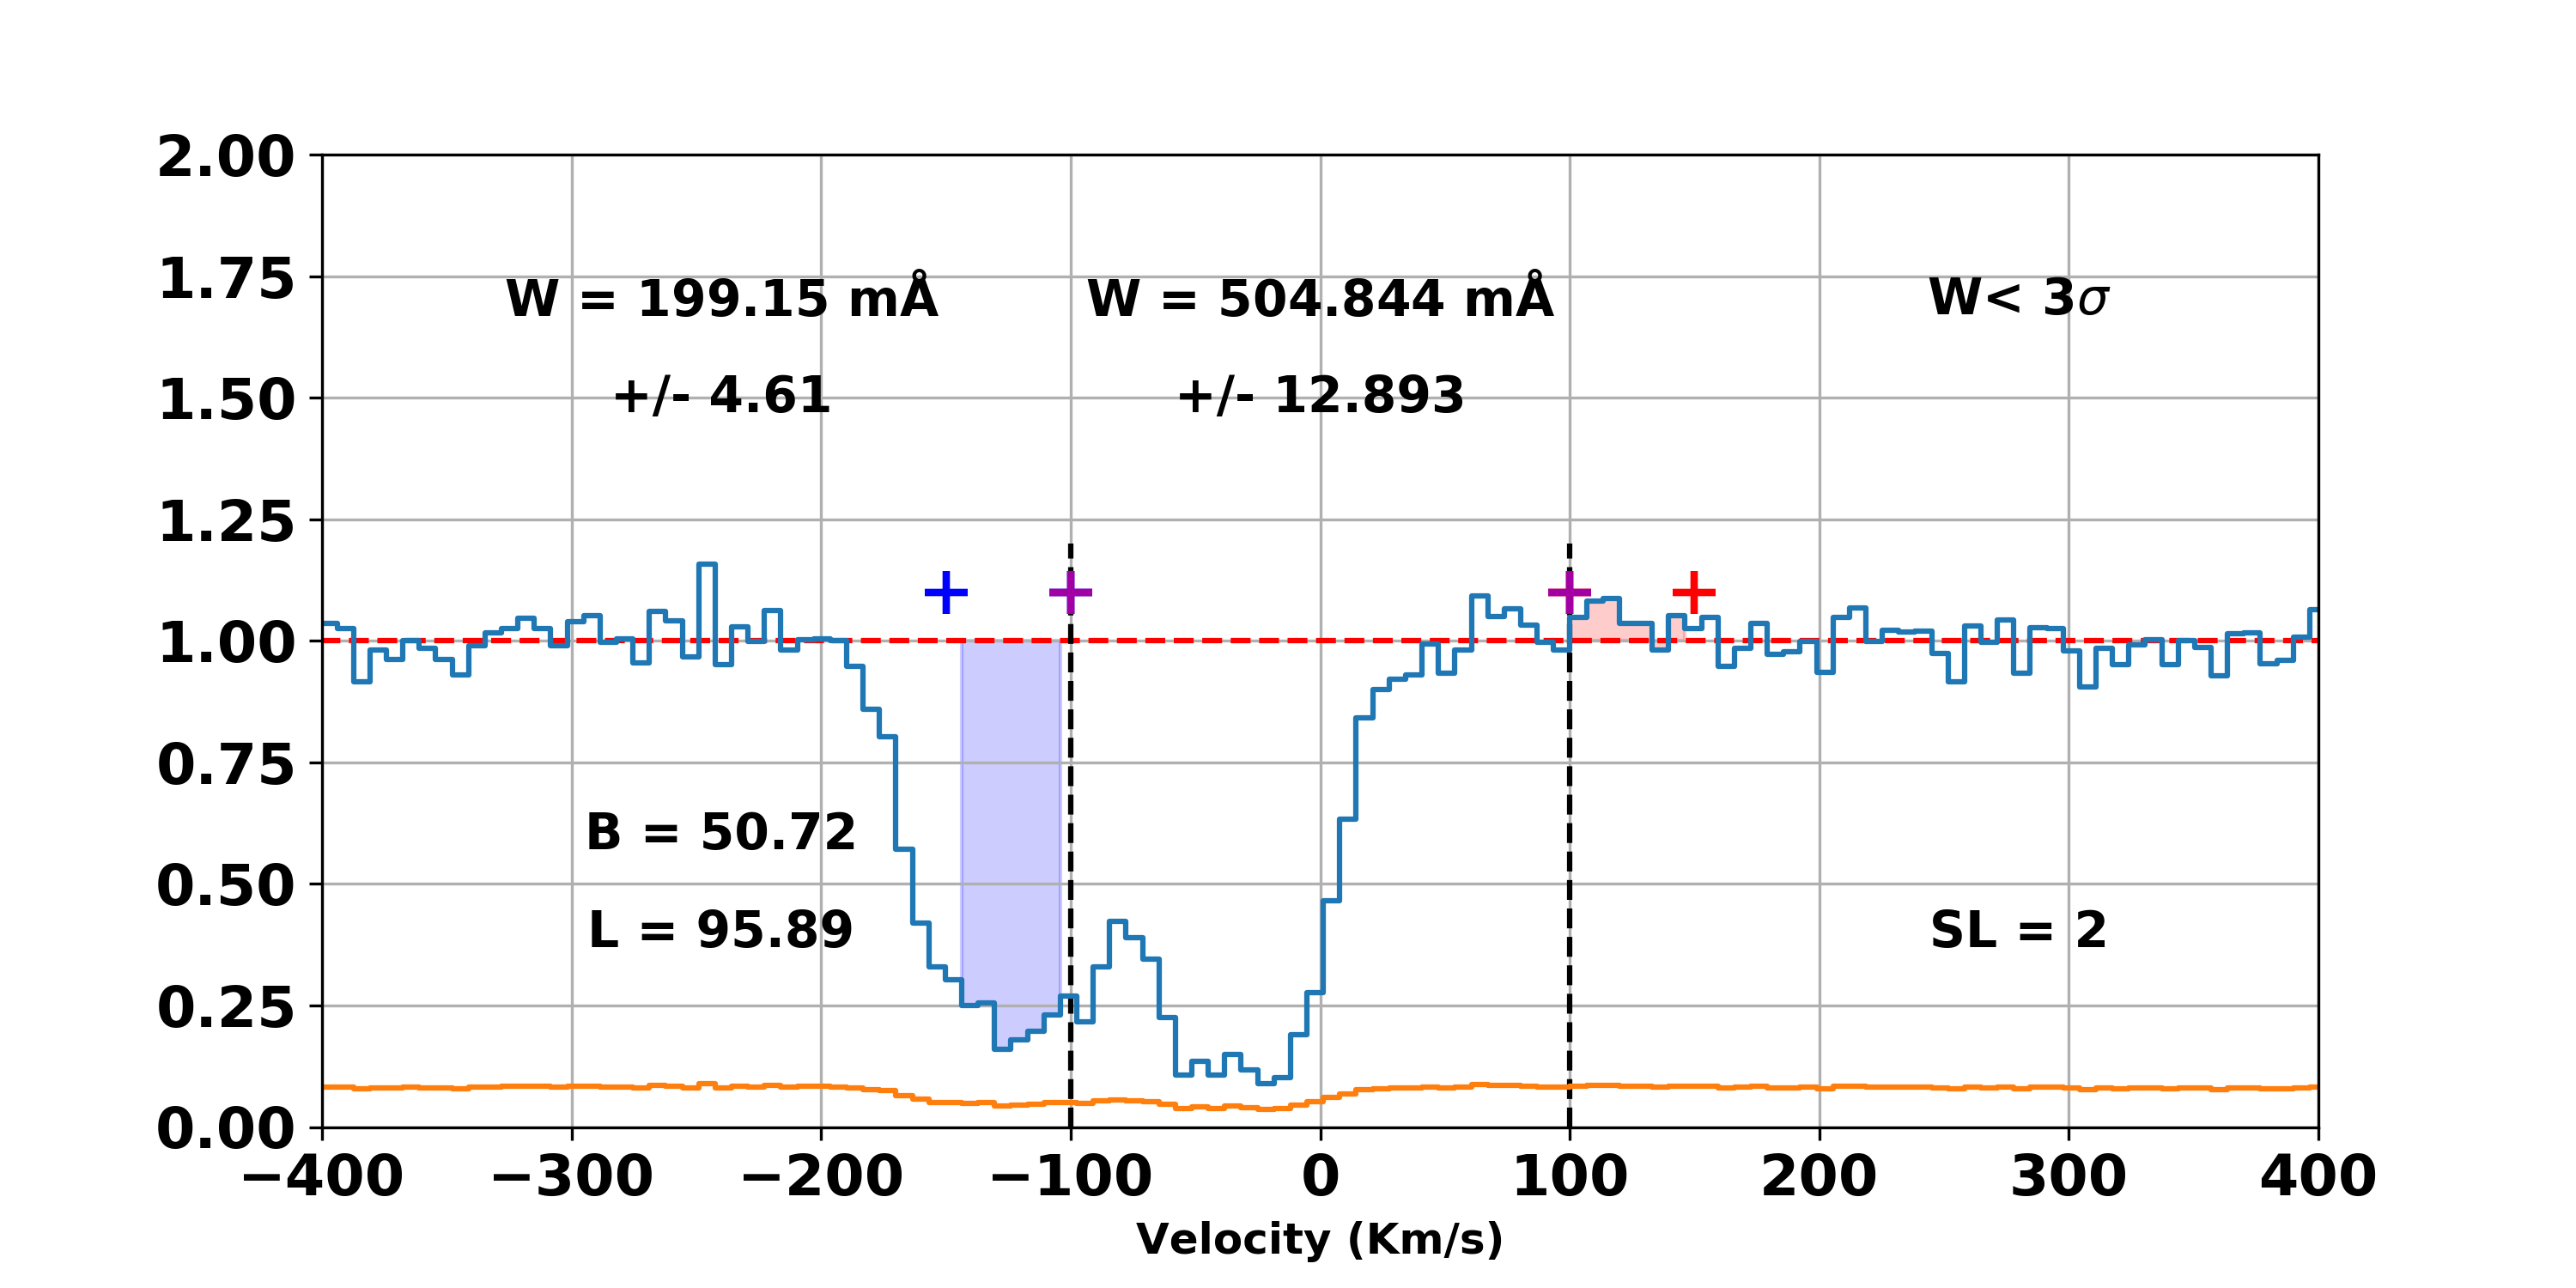 2.00
1.75
1.50
1.25
1.00
0.75
0.50
0.25
0.00
W = 199.15 mÅ
+/- 4.61
W = 504.844 mÅ
+/- 12.893
W< 3σ
B = 50.72
L = 95.89
SL = 2
−400 −300 −200 −100 0 100 200 300 400
Velocity (Km/s)